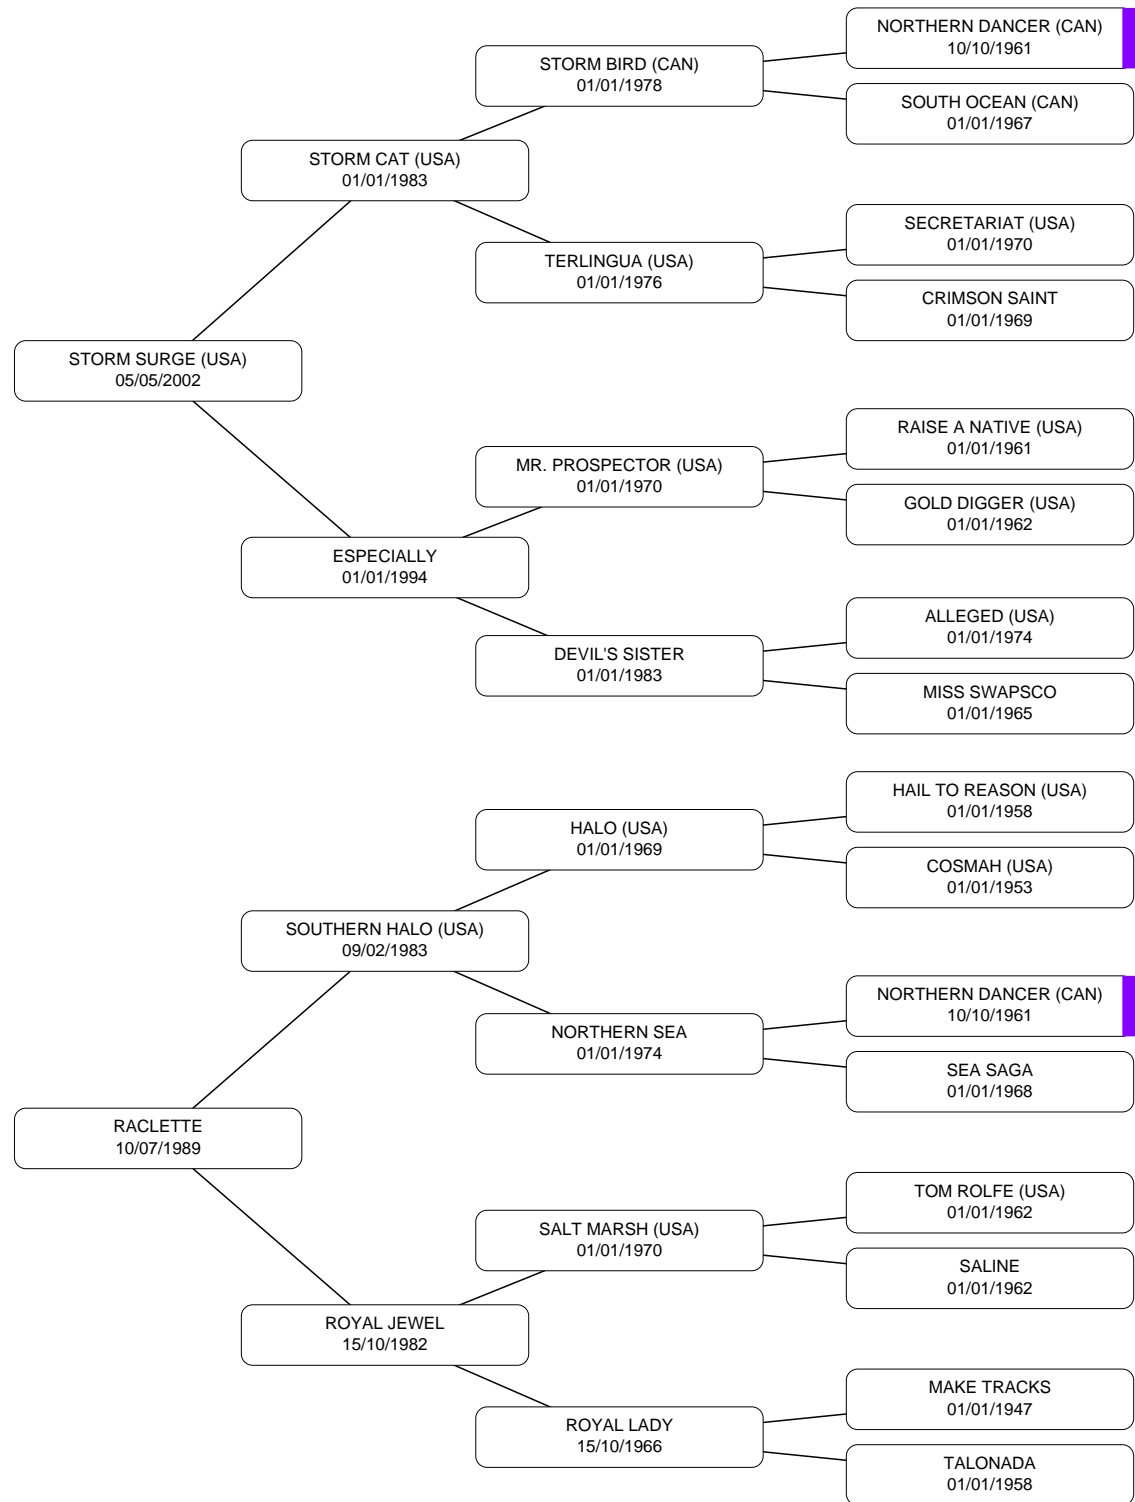 NORTHERN DANCER (CAN)
10/10/1961
STORM BIRD (CAN)
01/01/1978
SOUTH OCEAN (CAN)
01/01/1967
STORM CAT (USA)
01/01/1983
SECRETARIAT (USA)
01/01/1970
TERLINGUA (USA)
01/01/1976
CRIMSON SAINT
01/01/1969
STORM SURGE (USA)
05/05/2002
RAISE A NATIVE (USA)
01/01/1961
MR. PROSPECTOR (USA)
01/01/1970
GOLD DIGGER (USA)
01/01/1962
ESPECIALLY
01/01/1994
ALLEGED (USA)
01/01/1974
DEVIL'S SISTER
01/01/1983
MISS SWAPSCO
01/01/1965
HAIL TO REASON (USA)
01/01/1958
HALO (USA)
01/01/1969
COSMAH (USA)
01/01/1953
SOUTHERN HALO (USA)
09/02/1983
NORTHERN DANCER (CAN)
10/10/1961
NORTHERN SEA
01/01/1974
SEA SAGA
01/01/1968
RACLETTE
10/07/1989
TOM ROLFE (USA)
01/01/1962
SALT MARSH (USA)
01/01/1970
SALINE
01/01/1962
ROYAL JEWEL
15/10/1982
MAKE TRACKS
01/01/1947
ROYAL LADY
15/10/1966
TALONADA
01/01/1958